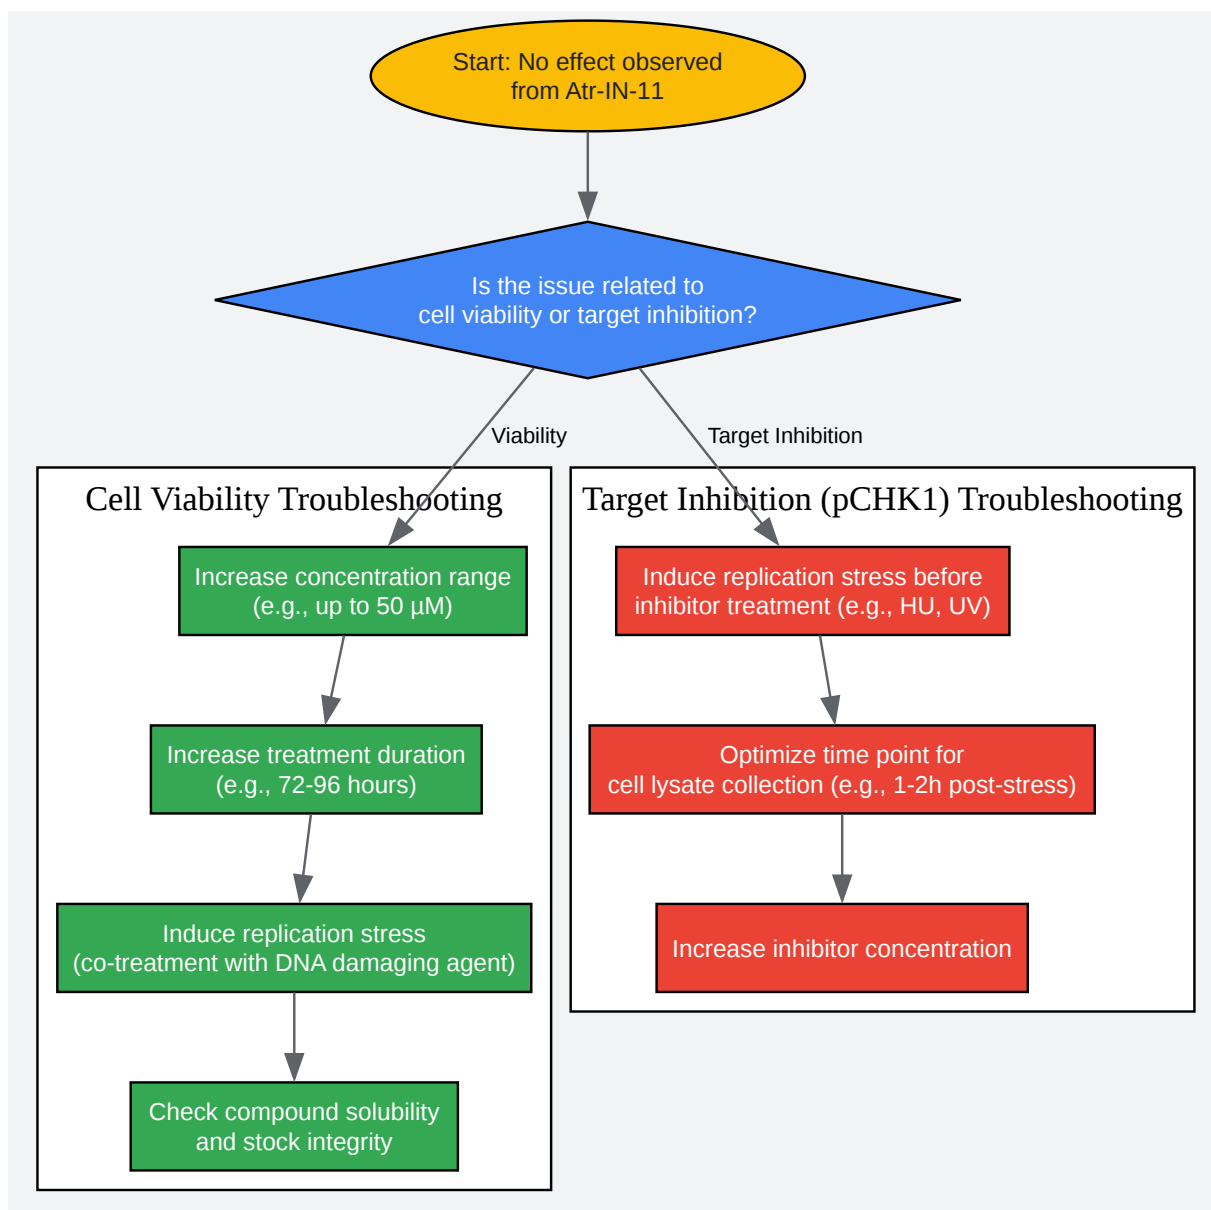 Start: No effect observed
from Atr-IN-11
Is the issue related to
cell viability or target inhibition?
Viability
Target Inhibition
Cell Viability Troubleshooting
Increase concentration range
(e.g., up to 50 µM)
Increase treatment duration
(e.g., 72-96 hours)
Induce replication stress
(co-treatment with DNA damaging agent)
Check compound solubility
and stock integrity
Target Inhibition (pCHK1) Troubleshooting
Induce replication stress before
inhibitor treatment (e.g., HU, UV)
Optimize time point for
cell lysate collection (e.g., 1-2h post-stress)
Increase inhibitor concentration